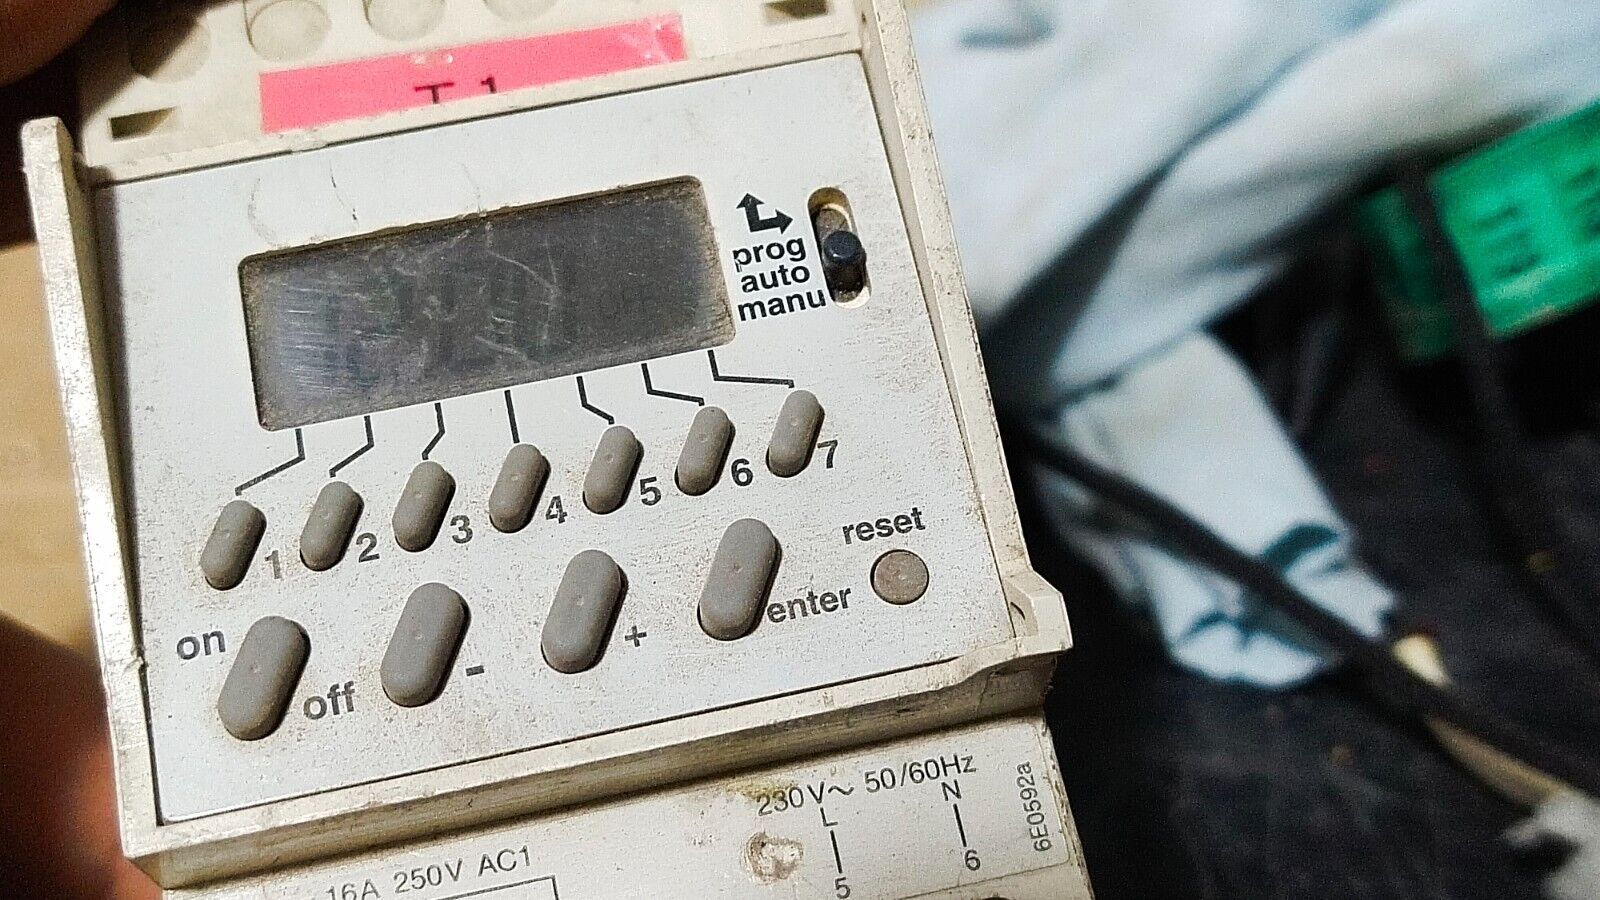 T 1
prog
auto
manu
1 2 3 4 5 6 7
reset
on off - + enter
230V~ 50/60Hz
L N
5 6
6E0592a
16A 250V AC1